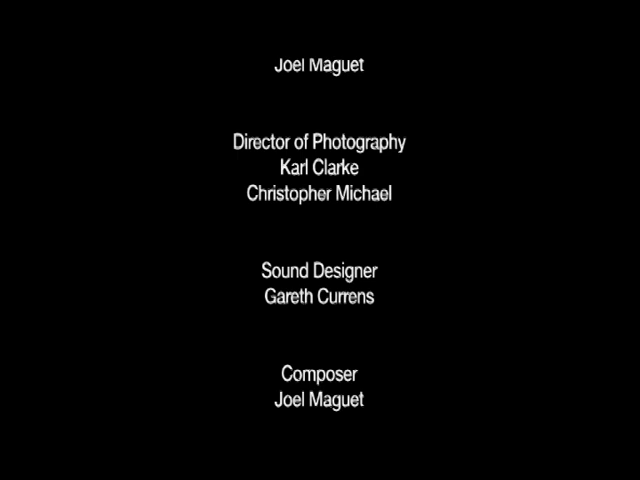 Joel Maguet
Director of Photography
Karl Clarke
Christopher Michael
Sound Designer
Gareth Currens
Composer
Joel Maguet